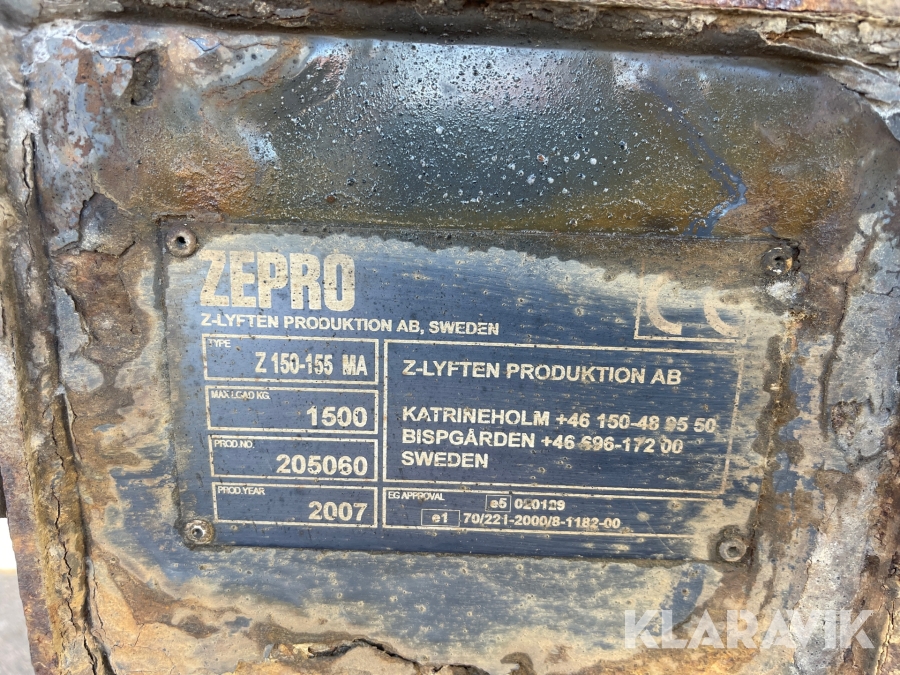 ZEPRO
Z-LYFTEN PRODUKTION AB, SWEDEN
CE
TYPE
Z 150-155 MA
MAX LOAD KG
1500
PROD.NO.
205060
PROD.YEAR
2007
Z-LYFTEN PRODUKTION AB
KATRINEHOLM +46 150-48 95 50
BISPGÅRDEN +46 696-172 00
SWEDEN
EG APPROVAL
e5 020129
e1 70/221-2000/8-1182-00
KLARAVIK